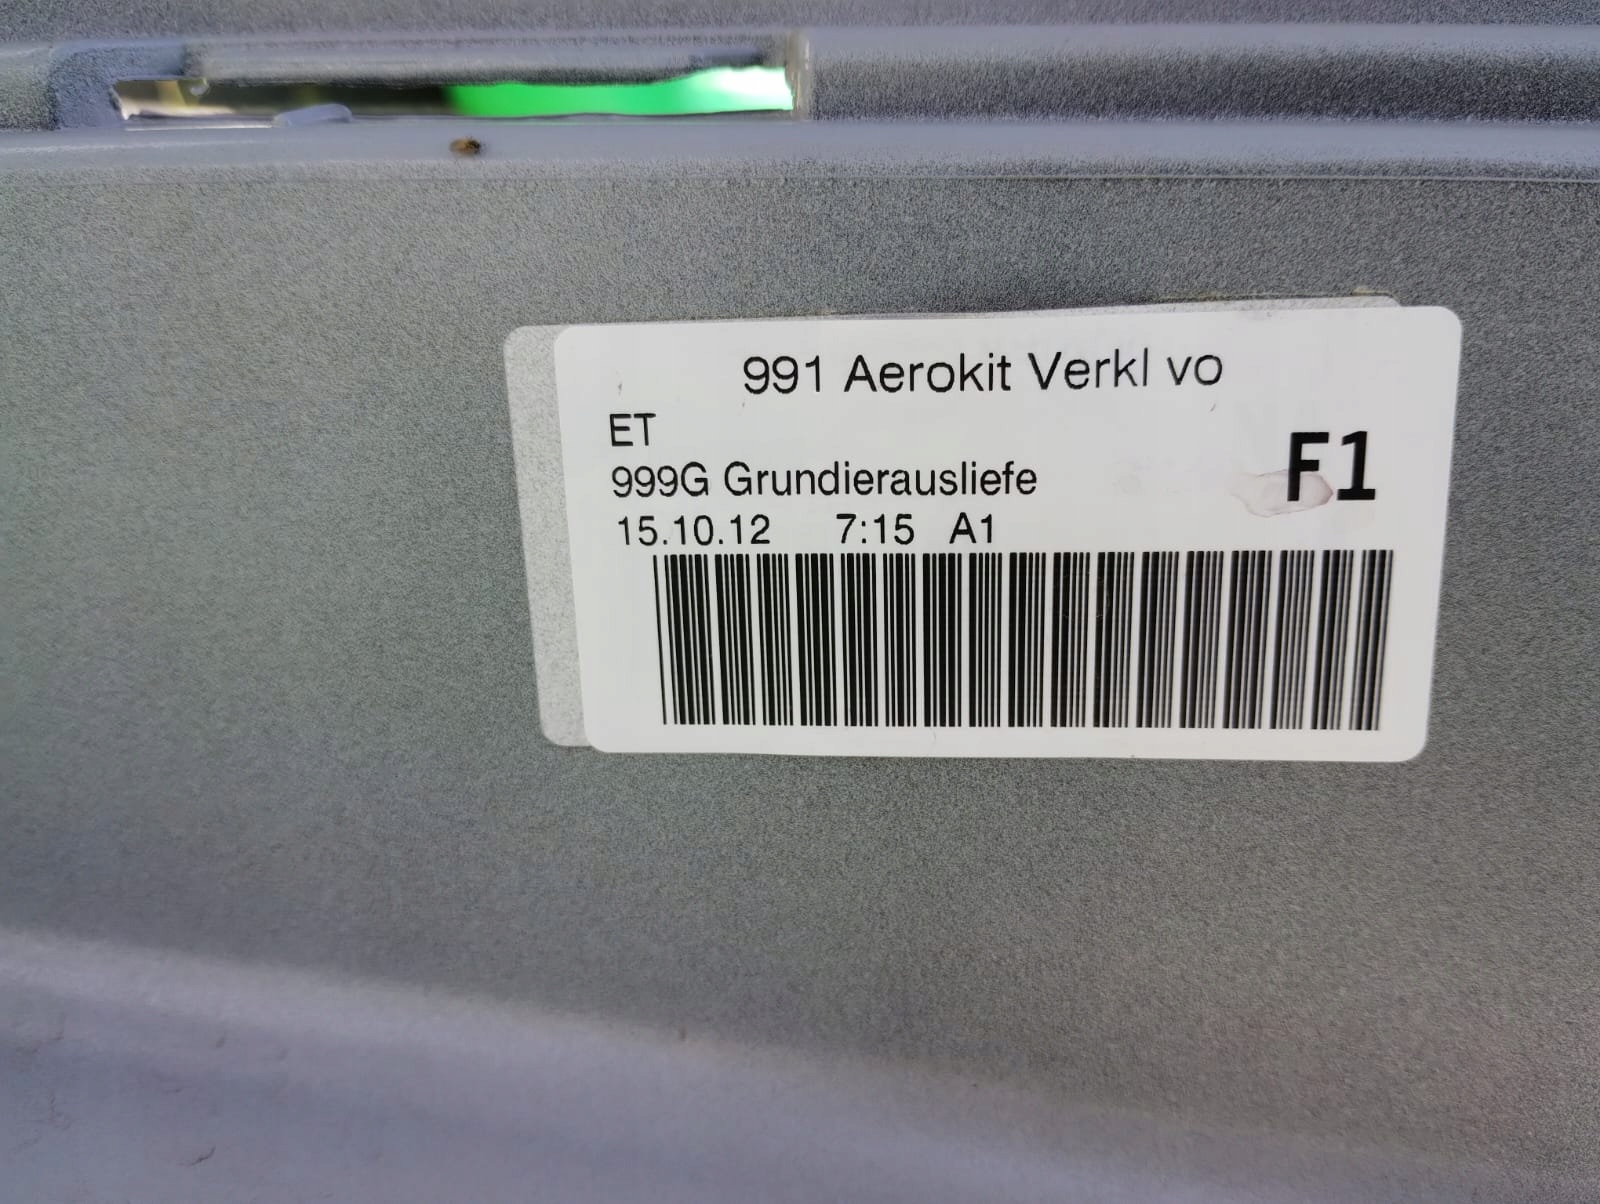 991 Aerokit Verkl vo
ET
999G Grundierausliefe
F1
15.10.12 7:15 A1